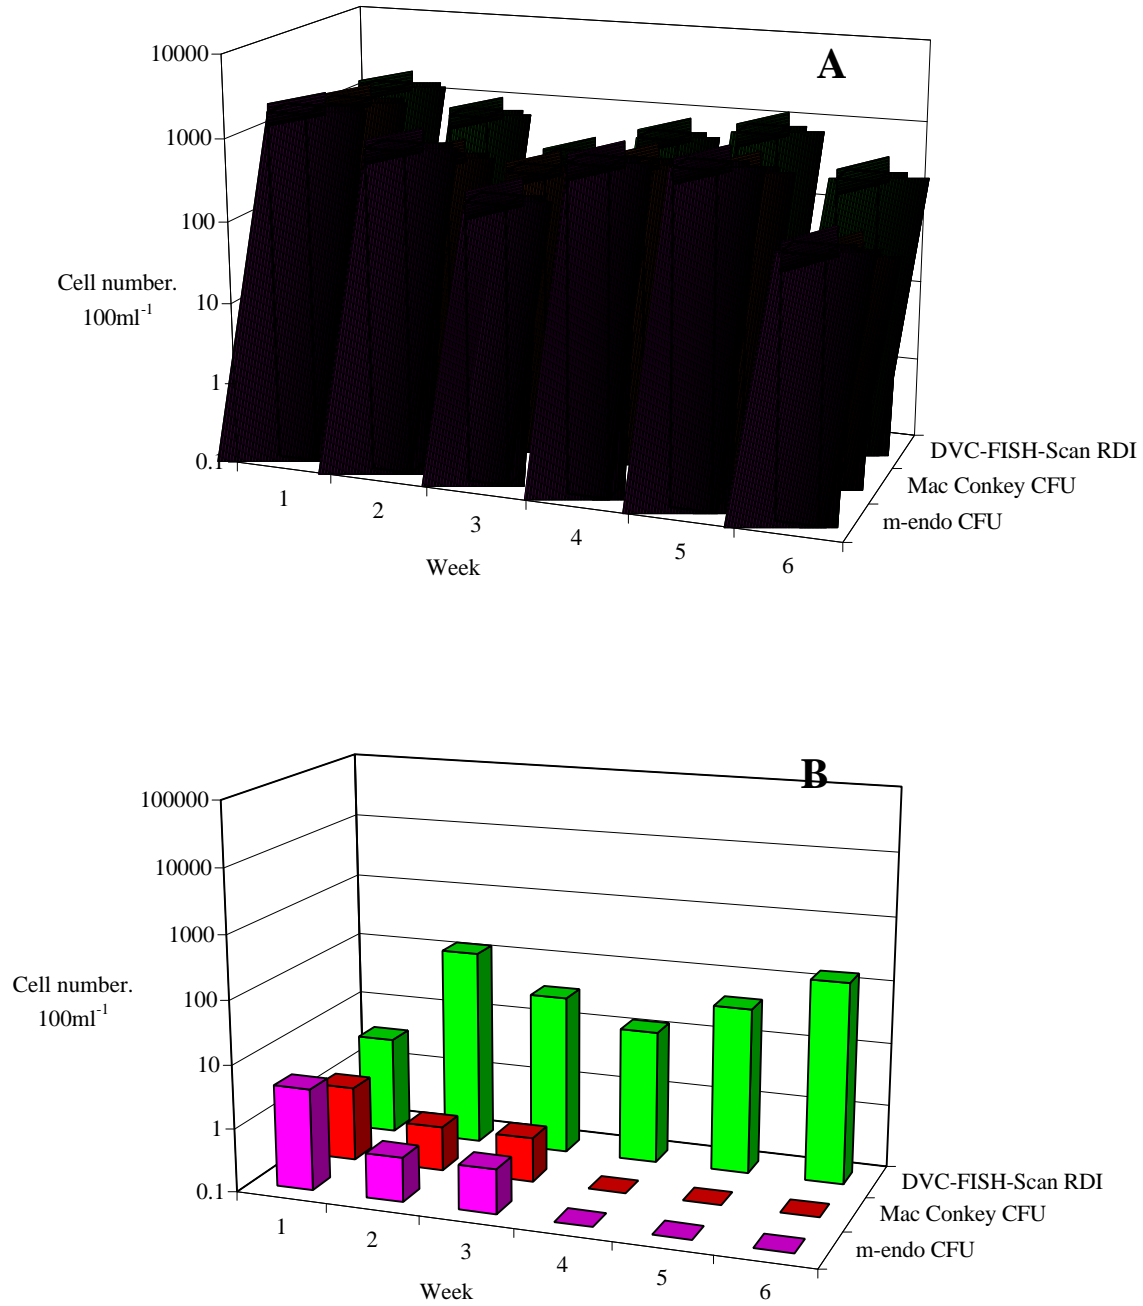 A
10000
1000
100
10
1
0.1
Cell number.
100ml-1
1
2
3
4
5
6
Week
DVC-FISH-Scan RDI
Mac Conkey CFU
m-endo CFU
B
100000
10000
1000
100
10
1
0.1
Cell number.
100ml-1
1
2
3
4
5
6
Week
DVC-FISH-Scan RDI
Mac Conkey CFU
m-endo CFU